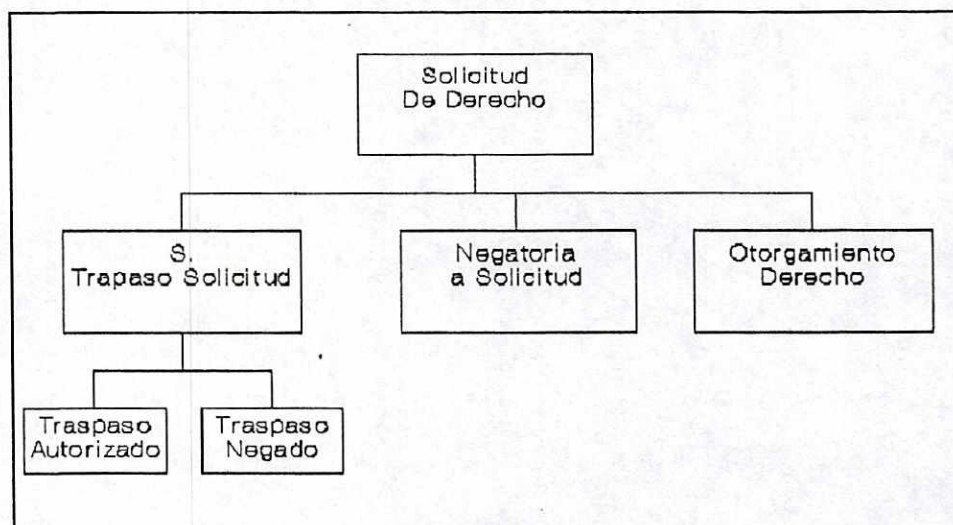 Solicitud
De Derecho
S.
Trapaso Solicitud
Negatoria
a Solicitud
Otorgamiento
Derecho
Traspaso
Autorizado
Traspaso
Negado